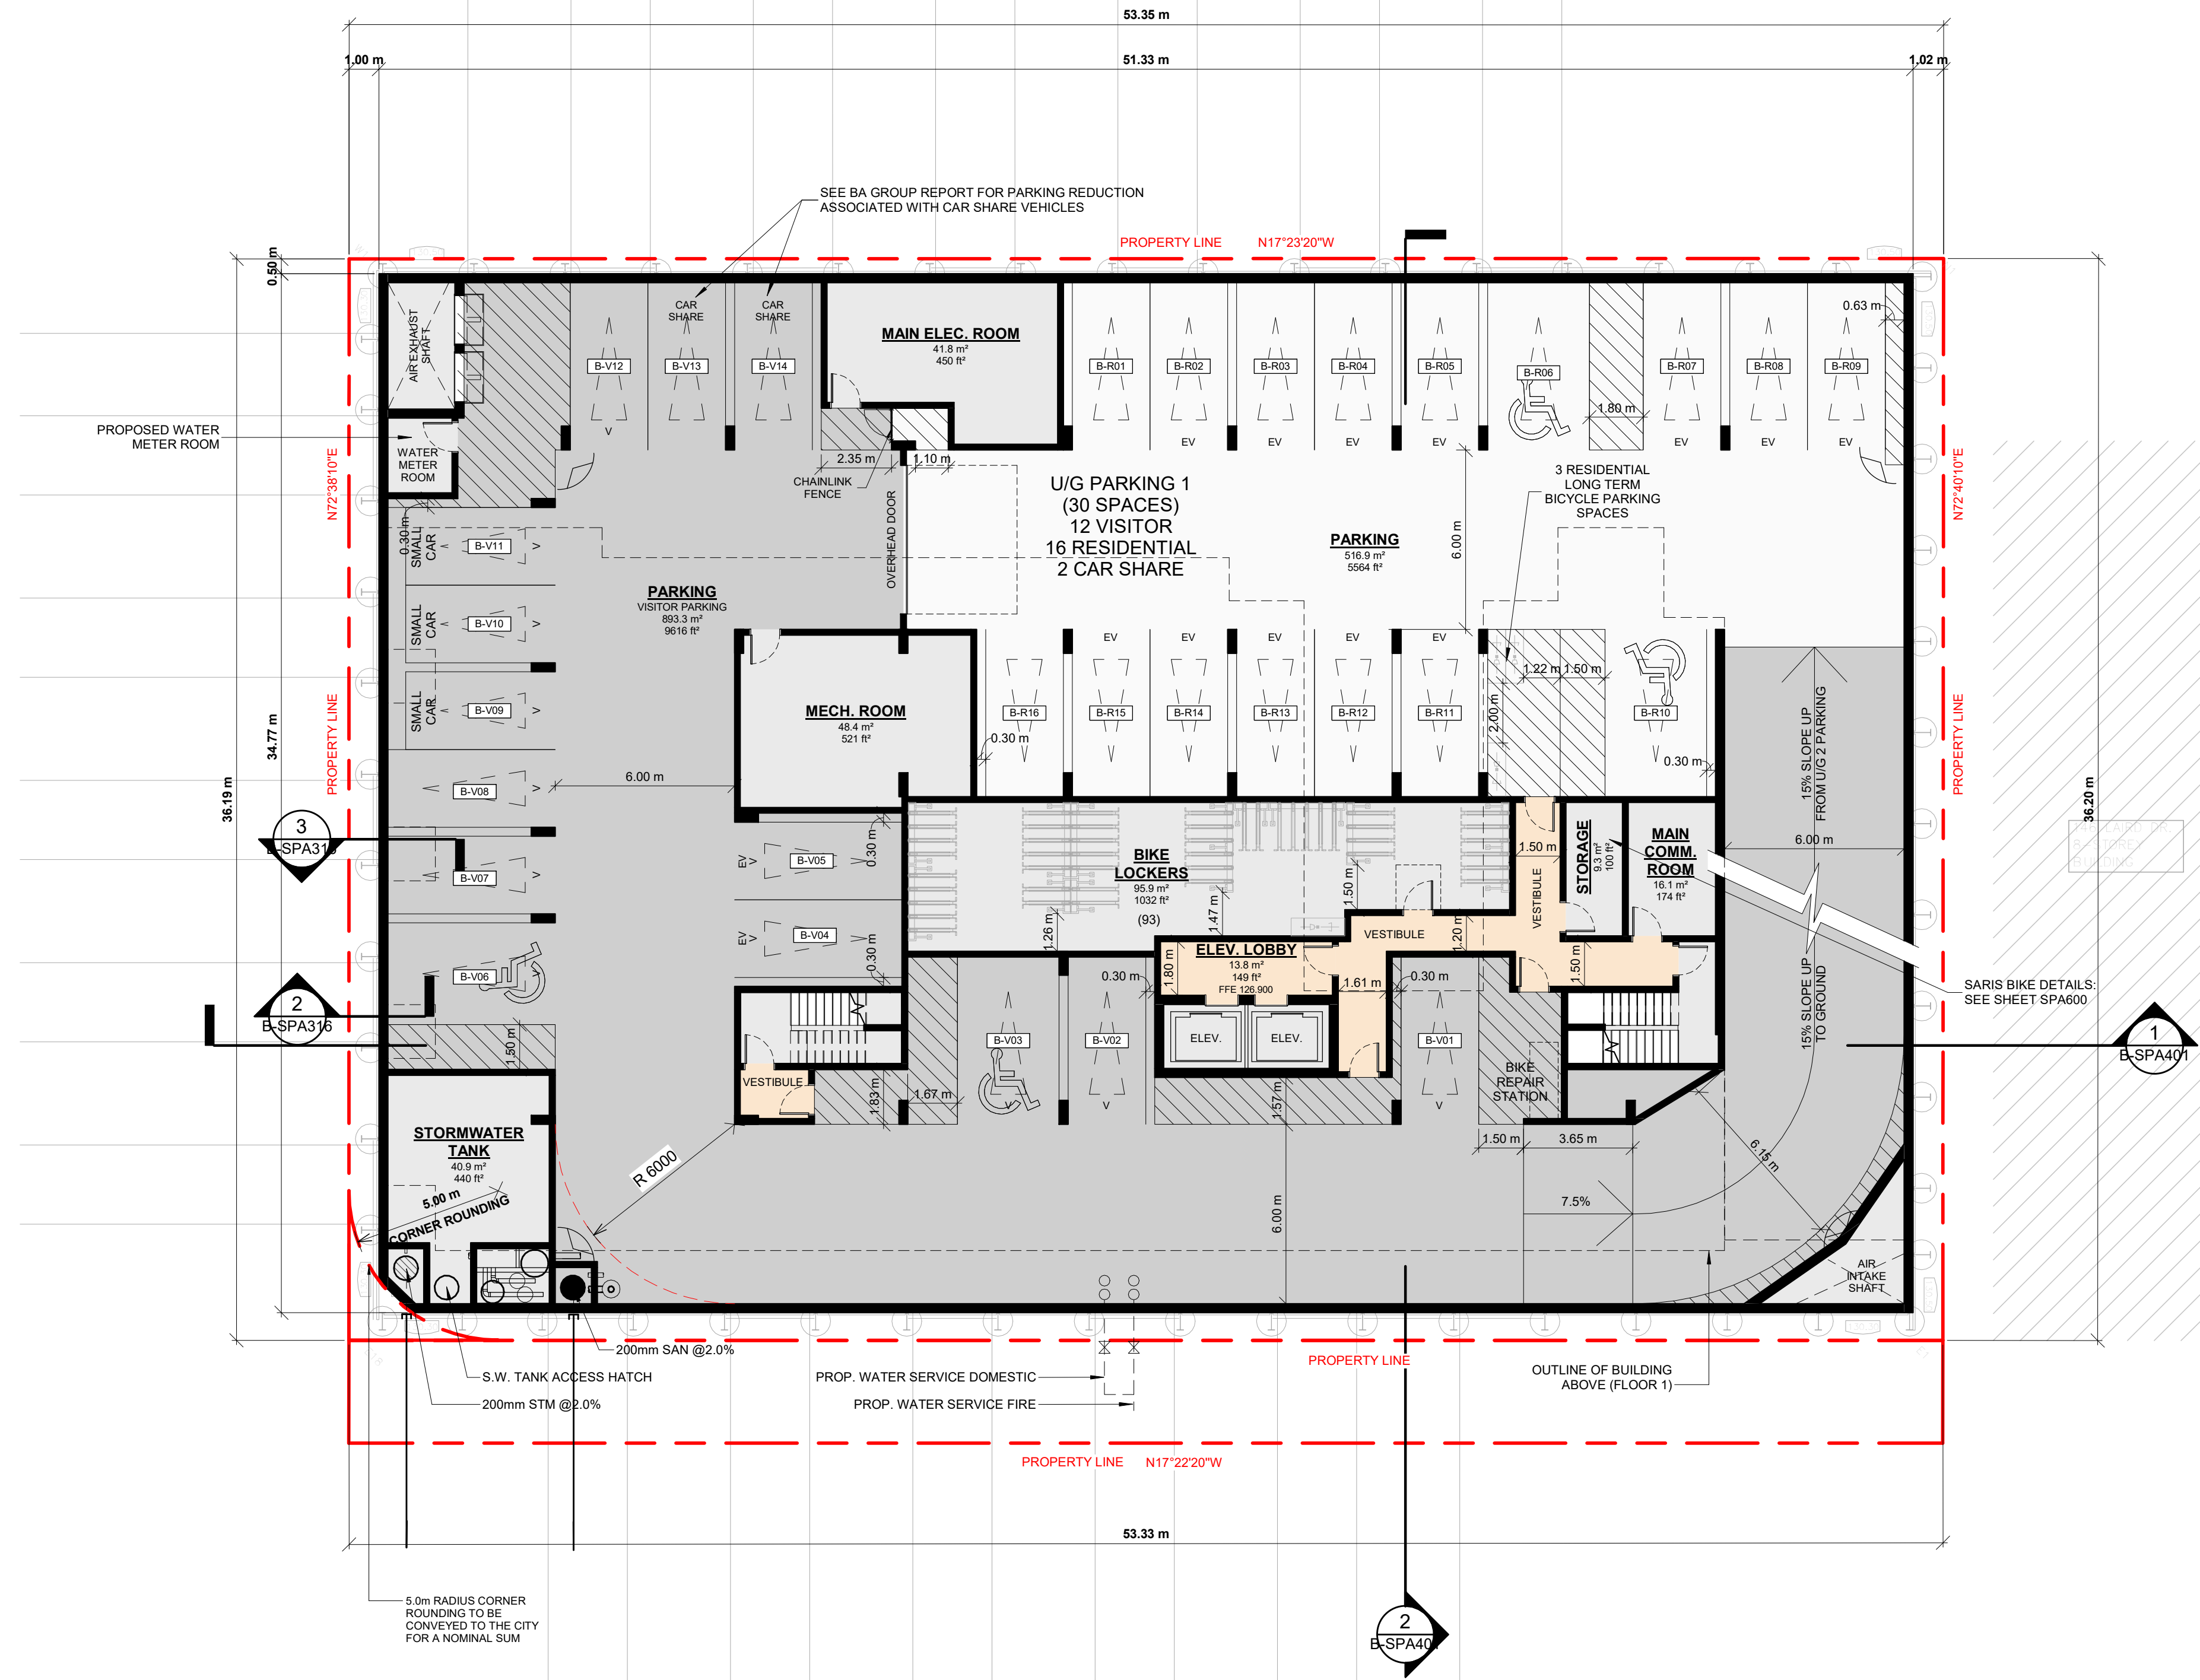 53.35 m
1.00 m
51.33 m
1.02 m
SEE BA GROUP REPORT FOR PARKING REDUCTION
ASSOCIATED WITH CAR SHARE VEHICLES
PROPERTY LINE N17°23'20"W
0.50 m
AIR EXHAUST
SHAFT
CAR
SHARE
CAR
SHARE
MAIN ELEC. ROOM
41.8 m²
450 ft²
0.63 m
B-V12
B-V13
B-V14
B-R01
B-R02
B-R03
B-R04
B-R05
B-R06
B-R07
B-R08
B-R09
1.80 m
V
EV
EV
EV
EV
EV
EV
EV
PROPOSED WATER
METER ROOM
WATER
METER
ROOM
2.35 m
1.10 m
CHAINLINK
FENCE
OVERHEAD DOOR
U/G PARKING 1
(30 SPACES)
12 VISITOR
16 RESIDENTIAL
2 CAR SHARE
3 RESIDENTIAL
LONG TERM
BICYCLE PARKING
SPACES
N72°38'10"E
N72°40'10"E
0.30 m
SMALL
CAR
B-V11
V
PARKING
516.9 m²
5564 ft²
6.00 m
PARKING
VISITOR PARKING
893.3 m²
9616 ft²
SMALL
CAR
B-V10
V
EV
EV
EV
EV
EV
1.22 m
1.50 m
SMALL
CAR
B-V09
V
MECH. ROOM
48.4 m²
521 ft²
B-R16
B-R15
B-R14
B-R13
B-R12
B-R11
B-R10
2.00 m
0.30 m
0.30 m
PROPERTY LINE
PROPERTY LINE
34.77 m
36.19 m
36.20 m
15% SLOPE UP
FROM U/G 2 PARKING
6.00 m
B-V08
V
6.00 m
3
B-SPA316
B-V07
V
EV
V
B-V05
0.30 m
BIKE
LOCKERS
95.9 m²
1032 ft²
(93)
1.50 m
1.50 m
VESTIBULE
STORAGE
9.3 m²
100 ft²
MAIN
COMM.
ROOM
16.1 m²
174 ft²
8 STOREY
BUILDING
1.47 m
1.26 m
EV
V
B-V04
0.30 m
VESTIBULE
1.20 m
ELEV. LOBBY
13.8 m²
149 ft²
FFE 126.900
1.80 m
1.61 m
0.30 m
0.30 m
1.50 m
B-V06
V
2
B-SPA316
SARIS BIKE DETAILS:
SEE SHEET SPA600
15% SLOPE UP
TO GROUND
1
B-SPA401
1.50 m
B-V03
V
B-V02
V
ELEV.
ELEV.
B-V01
V
BIKE
REPAIR
STATION
VESTIBULE
1.83 m
1.67 m
1.57 m
STORMWATER
TANK
40.9 m²
440 ft²
5.00 m
CORNER ROUNDING
R 6000
6.00 m
1.50 m
3.65 m
6.15 m
7.5%
AIR
INTAKE
SHAFT
200mm SAN @2.0%
S.W. TANK ACCESS HATCH
200mm STM @2.0%
PROP. WATER SERVICE DOMESTIC
PROP. WATER SERVICE FIRE
PROPERTY LINE
OUTLINE OF BUILDING
ABOVE (FLOOR 1)
PROPERTY LINE N17°22'20"W
53.33 m
5.0m RADIUS CORNER
ROUNDING TO BE
CONVEYED TO THE CITY
FOR A NOMINAL SUM
2